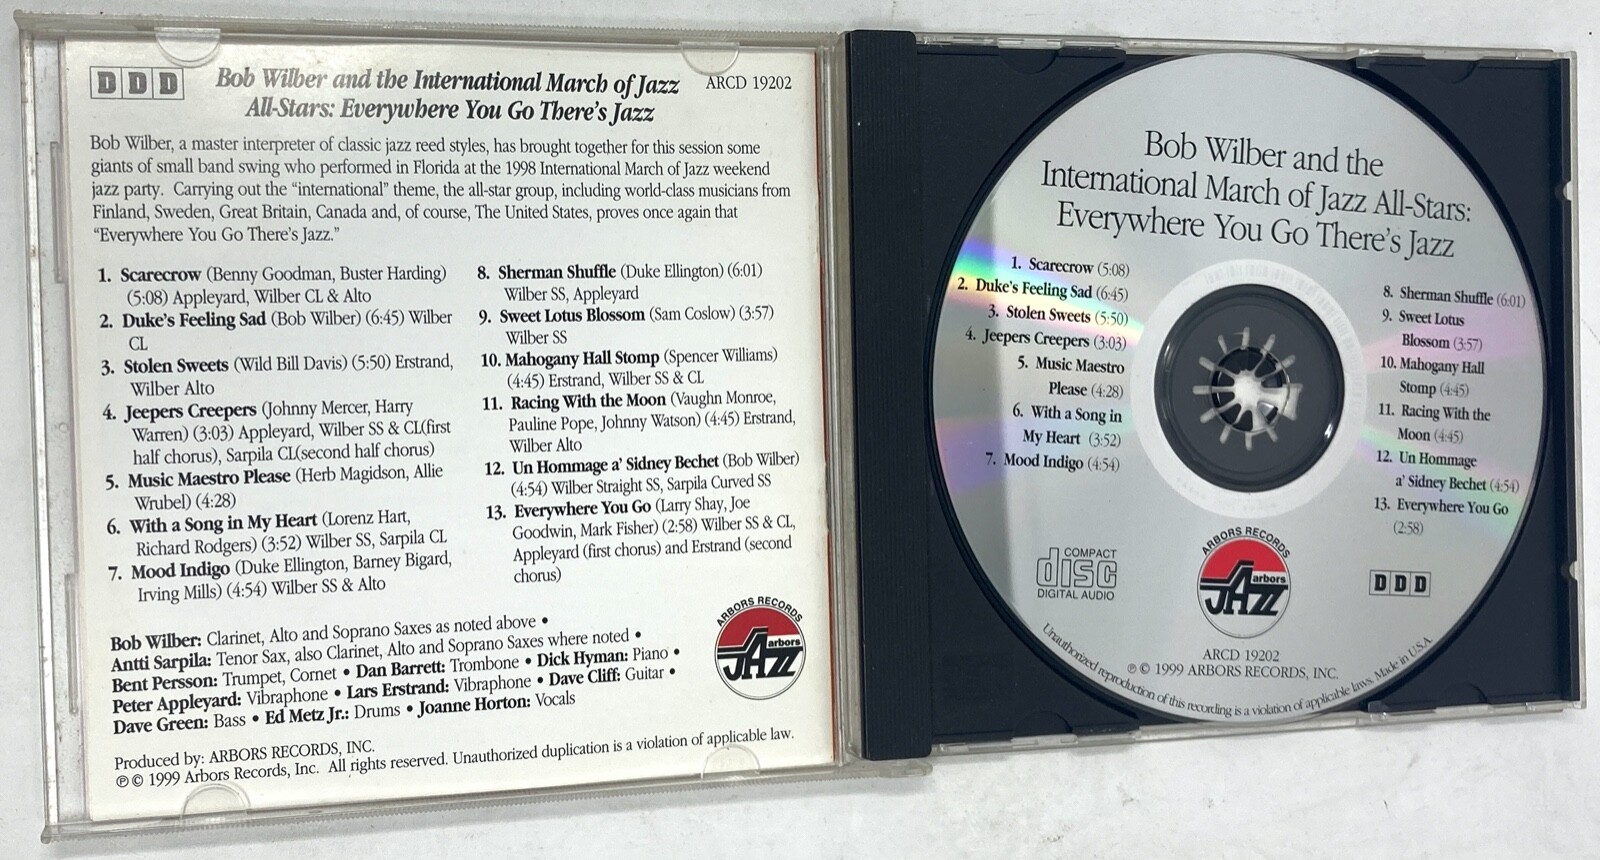 DDD
Bob Wilber and the International March of Jazz
ARCD 19202
All-Stars: Everywhere You Go There's Jazz
Bob Wilber, a master interpreter of classic jazz reed styles, has brought together for this session some
giants of small band swing who performed in Florida at the 1998 International March of Jazz weekend
jazz party. Carrying out the "international" theme, the all-star group, including world-class musicians from
Finland, Sweden, Great Britain, Canada and, of course, The United States, proves once again that
"Everywhere You Go There's Jazz."
1. Scarecrow (Benny Goodman, Buster Harding)
(5:08) Appleyard, Wilber CL & Alto
2. Duke's Feeling Sad (Bob Wilber) (6:45) Wilber
CL
3. Stolen Sweets (Wild Bill Davis) (5:50) Erstrand,
Wilber Alto
4. Jeepers Creepers (Johnny Mercer, Harry
Warren) (3:03) Appleyard, Wilber SS & CL(first
half chorus), Sarpila CL(second half chorus)
5. Music Maestro Please (Herb Magidson, Allie
Wrubel) (4:28)
6. With a Song in My Heart (Lorenz Hart,
Richard Rodgers) (3:52) Wilber SS, Sarpila CL
7. Mood Indigo (Duke Ellington, Barney Bigard,
Irving Mills) (4:54) Wilber SS & Alto
8. Sherman Shuffle (Duke Ellington) (6:01)
Wilber SS, Appleyard
9. Sweet Lotus Blossom (Sam Coslow) (3:57)
Wilber SS
10. Mahogany Hall Stomp (Spencer Williams)
(4:45) Erstrand, Wilber SS & CL
11. Racing With the Moon (Vaughn Monroe,
Pauline Pope, Johnny Watson) (4:45) Erstrand,
Wilber Alto
12. Un Hommage a' Sidney Bechet (Bob Wilber)
(4:54) Wilber Straight SS, Sarpila Curved SS
13. Everywhere You Go (Larry Shay, Joe
Goodwin, Mark Fisher) (2:58) Wilber SS & CL,
Appleyard (first chorus) and Erstrand (second
chorus)
Bob Wilber: Clarinet, Alto and Soprano Saxes as noted above •
Antti Sarpila: Tenor Sax, also Clarinet, Alto and Soprano Saxes where noted •
Bent Persson: Trumpet, Cornet • Dan Barrett: Trombone • Dick Hyman: Piano •
Peter Appleyard: Vibraphone • Lars Erstrand: Vibraphone • Dave Cliff: Guitar •
Dave Green: Bass • Ed Metz Jr.: Drums • Joanne Horton: Vocals
ARBORS RECORDS
arbors
JAZZ
Produced by: ARBORS RECORDS, INC.
℗ © 1999 Arbors Records, Inc. All rights reserved. Unauthorized duplication is a violation of applicable law.
Bob Wilber and the
International March of Jazz All-Stars:
Everywhere You Go There's Jazz
1. Scarecrow (5:08)
2. Duke's Feeling Sad (6:45)
3. Stolen Sweets (5:50)
4. Jeepers Creepers (3:03)
5. Music Maestro
Please (4:28)
6. With a Song in
My Heart (3:52)
7. Mood Indigo (4:54)
8. Sherman Shuffle (6:01)
9. Sweet Lotus
Blossom (3:57)
10. Mahogany Hall
Stomp (4:45)
11. Racing With the
Moon (4:45)
12. Un Hommage
a' Sidney Bechet (4:54)
13. Everywhere You Go
(2:58)
COMPACT
disc
DIGITAL AUDIO
ARBORS RECORDS
arbors
JAZZ
DDD
ARCD 19202
℗ © 1999 ARBORS RECORDS, INC.
Unauthorized reproduction of this recording is a violation of applicable laws. Made in U.S.A.